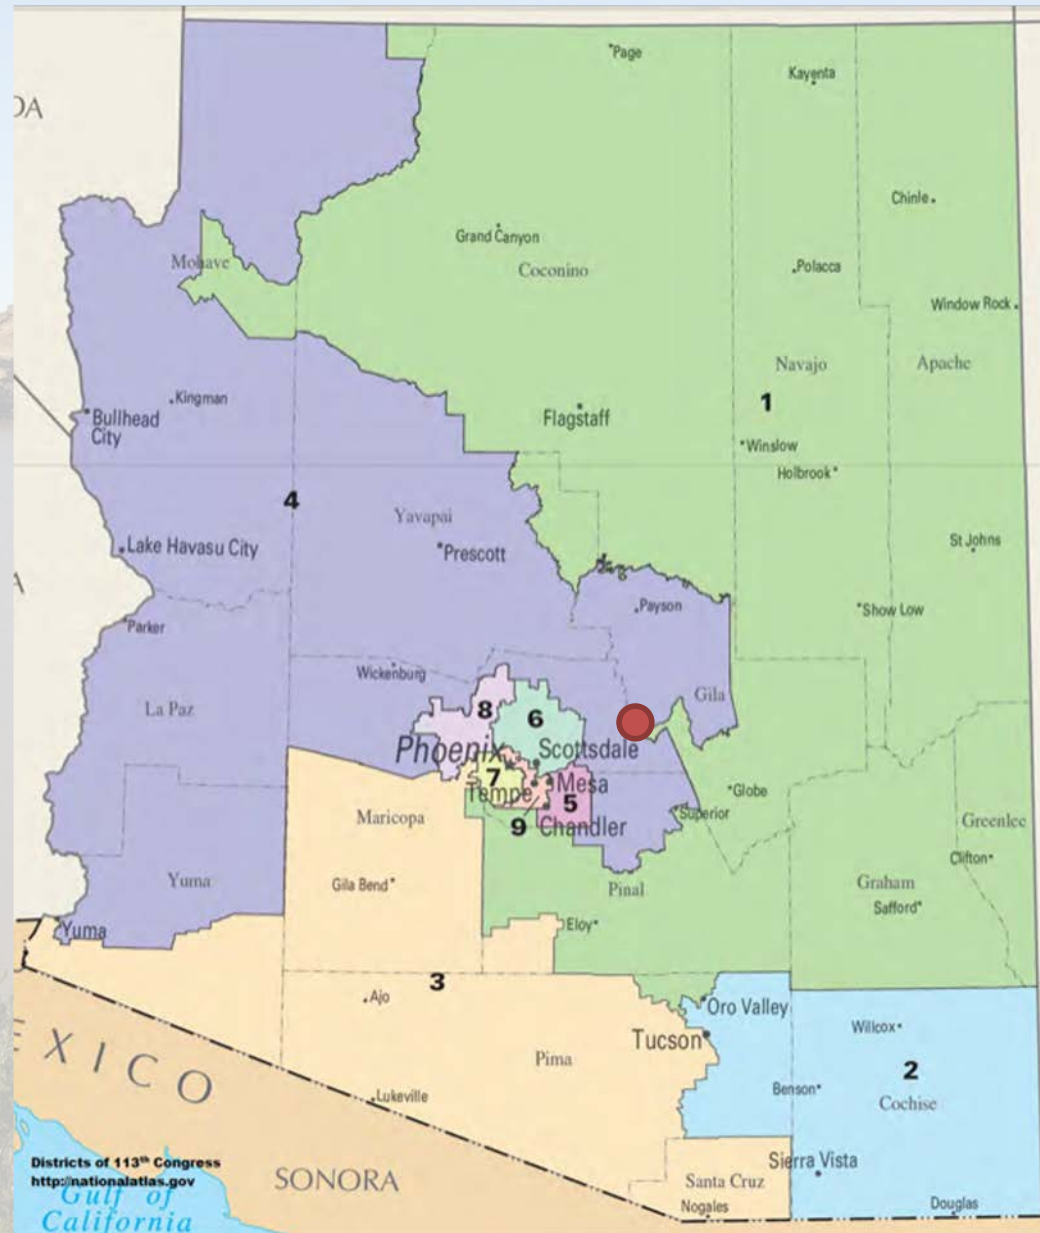 Page
Kayenta
DA
Chinle
Grand Canyon
Mohave
Coconino
Polacca
Window Rock
Navajo
Apache
Kingman
1
Bullhead
City
Flagstaff
Winslow
Holbrook
4
Yavapai
Prescott
Lake Havasu City
St Johns
A
Payson
Show Low
Parker
Wickenburg
Gila
La Paz
8
6
Phoenix
Scottsdale
7
Mesa
Tempe
5
Globe
Superior
Maricopa
9
Chandler
Greenlee
Clifton
Yuma
Gila Bend
Pinal
Graham
Safford
Eloy
Yuma
3
Ajo
Oro Valley
Willcox
Tucson
EXICO
Pima
2
Benson
Cochise
Lukeville
Districts of 113th Congress
http://nationalatlas.gov
SONORA
Sierra Vista
Santa Cruz
Gulf of
California
Nogales
Douglas